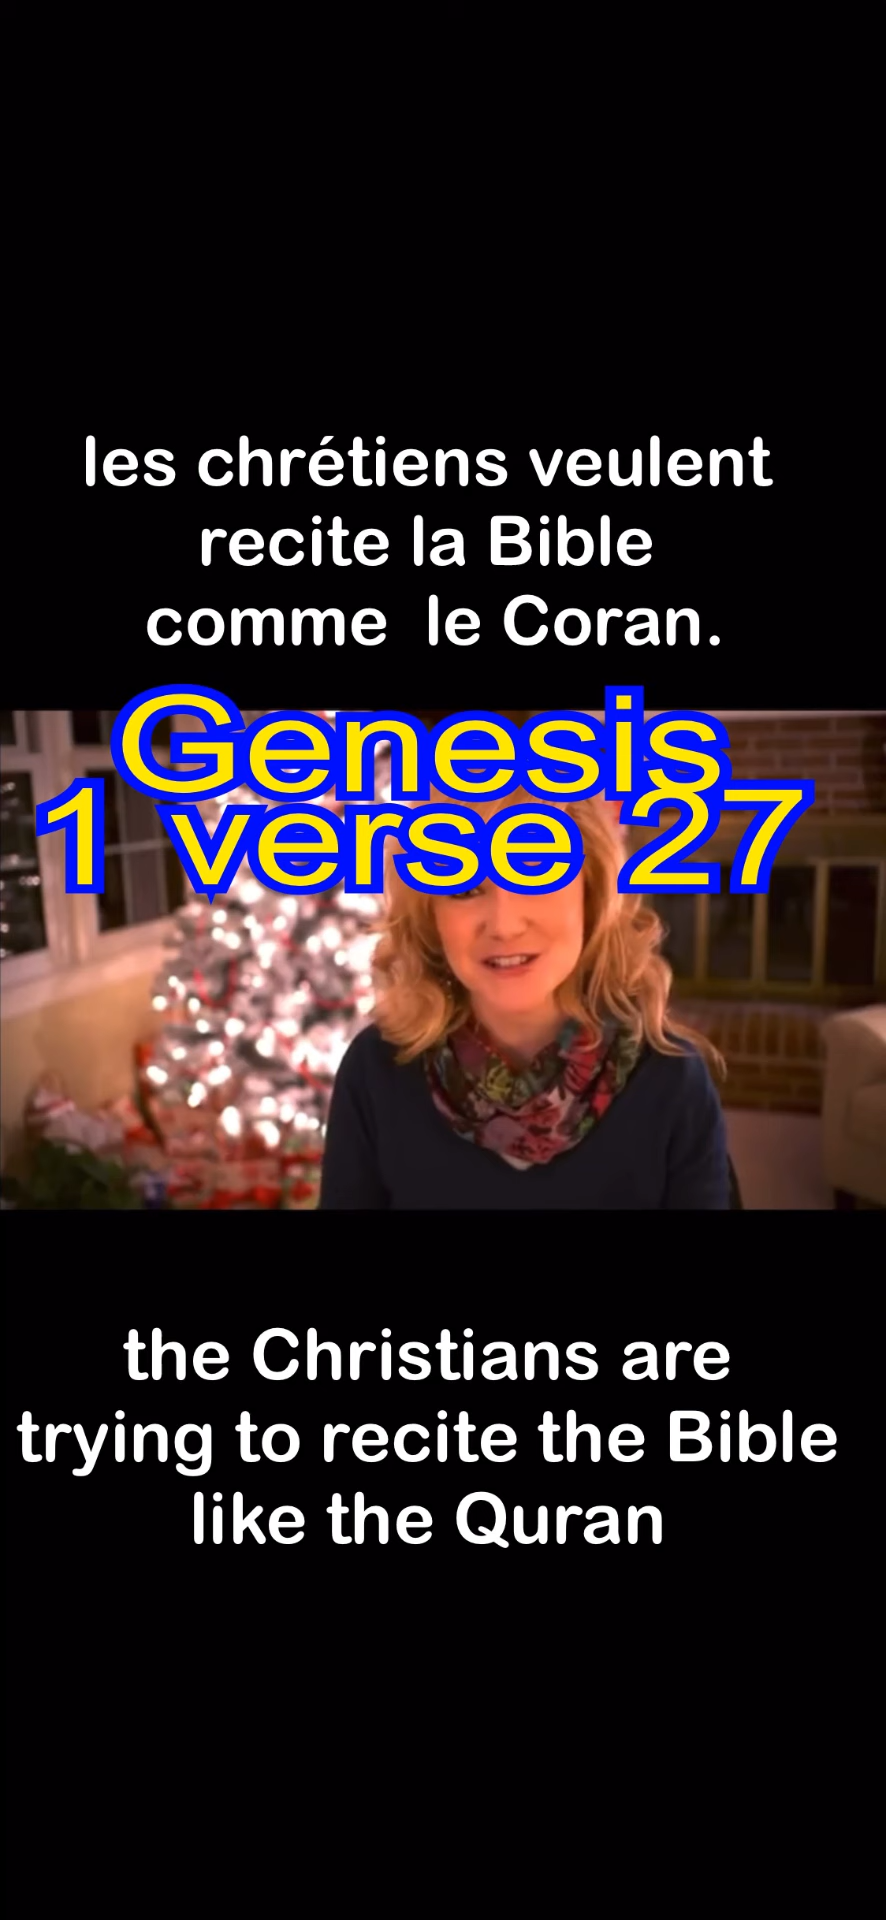 les chrétiens veulent
recite la Bible
comme  le Coran.
Genesis
1 verse 27
the Christians are
trying to recite the Bible
like the Quran